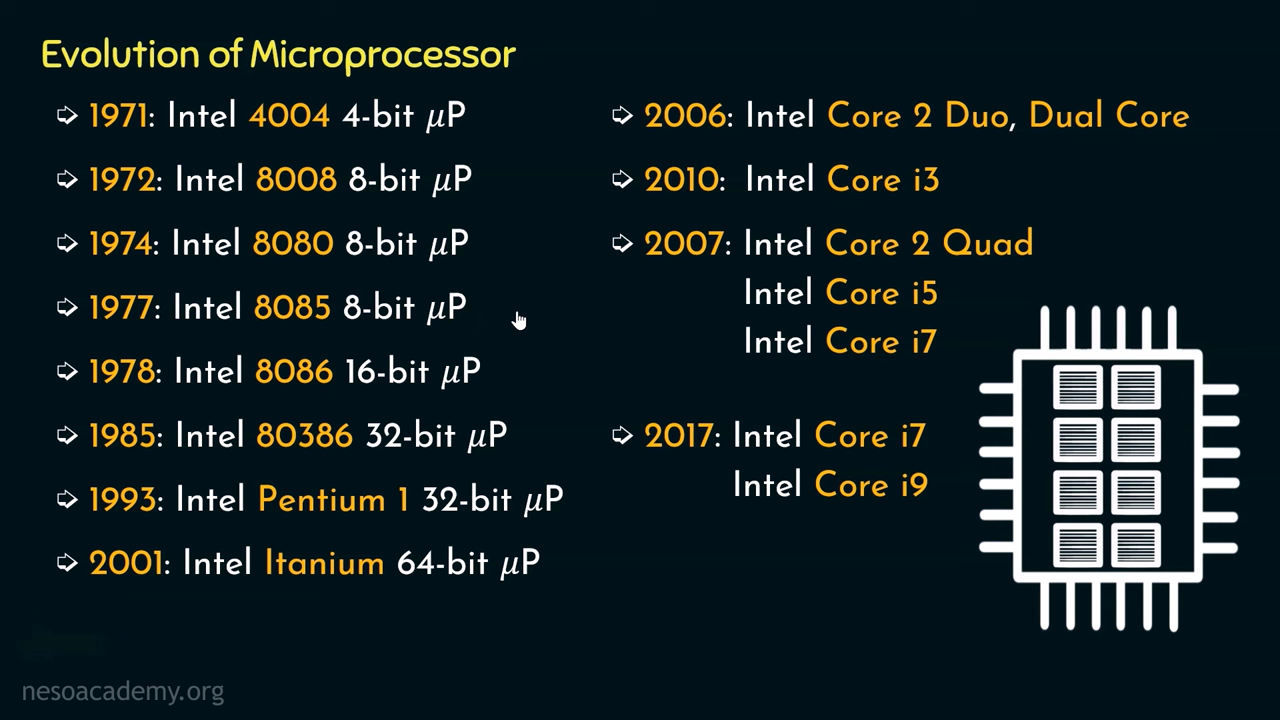 Evolution of Microprocessor
1971: Intel 4004 4-bit μP
1972: Intel 8008 8-bit μP
1974: Intel 8080 8-bit μP
1977: Intel 8085 8-bit μP
1978: Intel 8086 16-bit μP
1985: Intel 80386 32-bit μP
1993: Intel Pentium 1 32-bit μP
2001: Intel Itanium 64-bit μP
2006: Intel Core 2 Duo, Dual Core
2010: Intel Core i3
2007: Intel Core 2 Quad
Intel Core i5
Intel Core i7
2017: Intel Core i7
Intel Core i9
nesoacademy.org